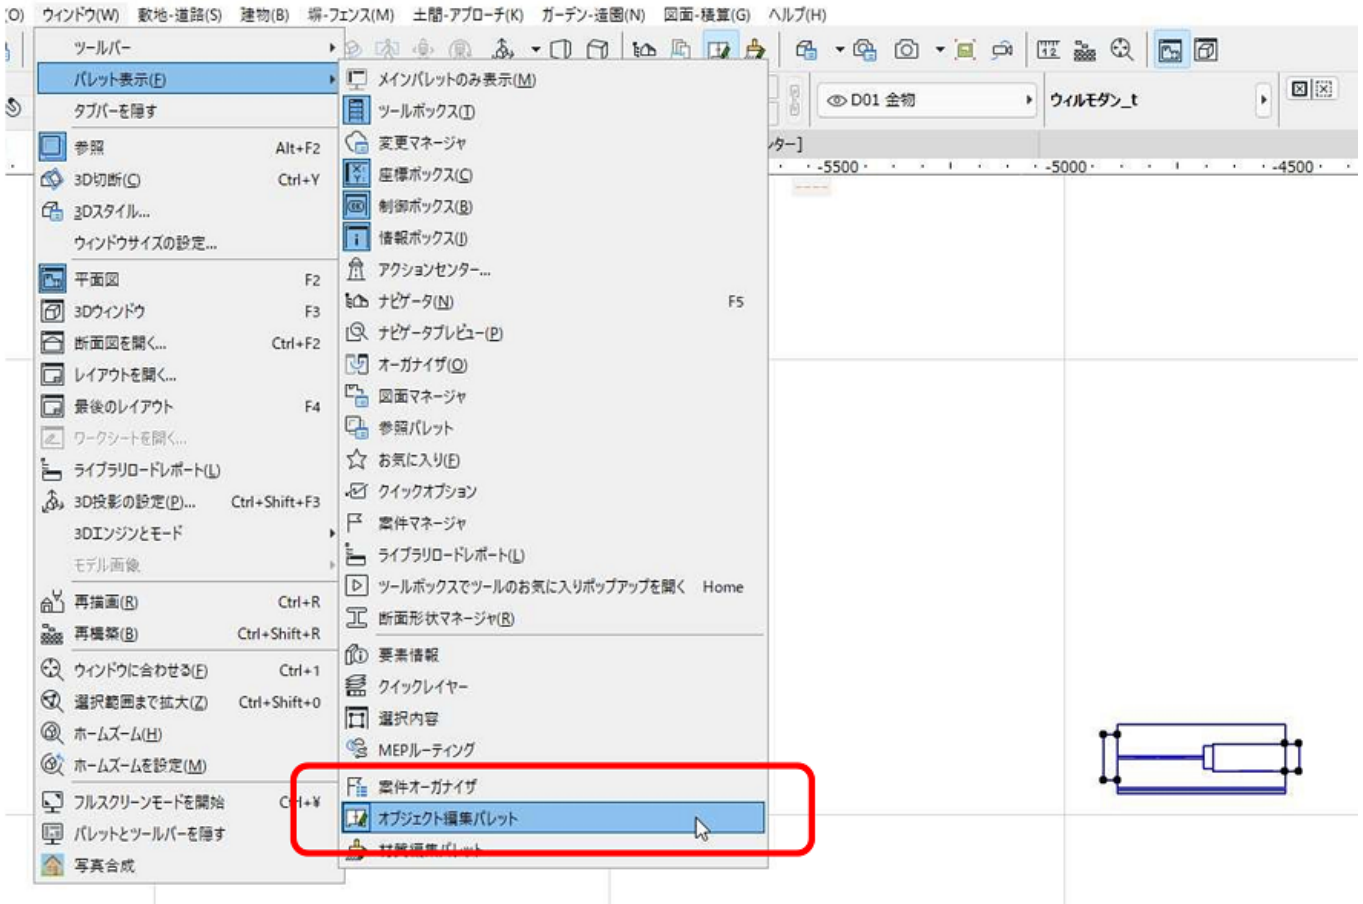 (O) ウィンドウ(W) 敷地-道路(S) 建物(B) 塀-フェンス(M) 土間-アプローチ(K) ガーデン-造園(N) 図面-積算(G) ヘルプ(H)
ツールバー
パレット表示(E)
タブバーを隠す
参照 Alt+F2
3D切断(C) Ctrl+Y
3Dスタイル...
ウィンドウサイズの設定...
平面図 F2
3Dウィンドウ F3
断面図を開く... Ctrl+F2
レイアウトを開く...
最後のレイアウト F4
ワークシートを開く...
ライブラリロードレポート(L)
3D投影の設定(P)... Ctrl+Shift+F3
3Dエンジンとモード
モデル画像
再描画(R) Ctrl+R
再構築(B) Ctrl+Shift+R
ウィンドウに合わせる(F) Ctrl+1
選択範囲まで拡大(Z) Ctrl+Shift+0
ホームズーム(H)
ホームズームを設定(M)
フルスクリーンモードを開始 Ctrl+¥
パレットとツールバーを隠す
写真合成
メインパレットのみ表示(M)
ツールボックス(T)
変更マネージャ
座標ボックス(C)
制御ボックス(B)
情報ボックス(I)
アクションセンター...
ナビゲータ(N) F5
ナビゲータプレビュー(P)
オーガナイザ(O)
図面マネージャ
参照パレット
お気に入り(F)
クイックオプション
案件マネージャ
ライブラリロードレポート(L)
ツールボックスでツールのお気に入りポップアップを開く Home
断面形状マネージャ(R)
要素情報
クイックレイヤー
選択内容
MEPルーティング
案件オーガナイザ
オブジェクト編集パレット
材質編集パレット
D01 金物
ウィルモダン_t
ンター]
-5500
-5000
-4500